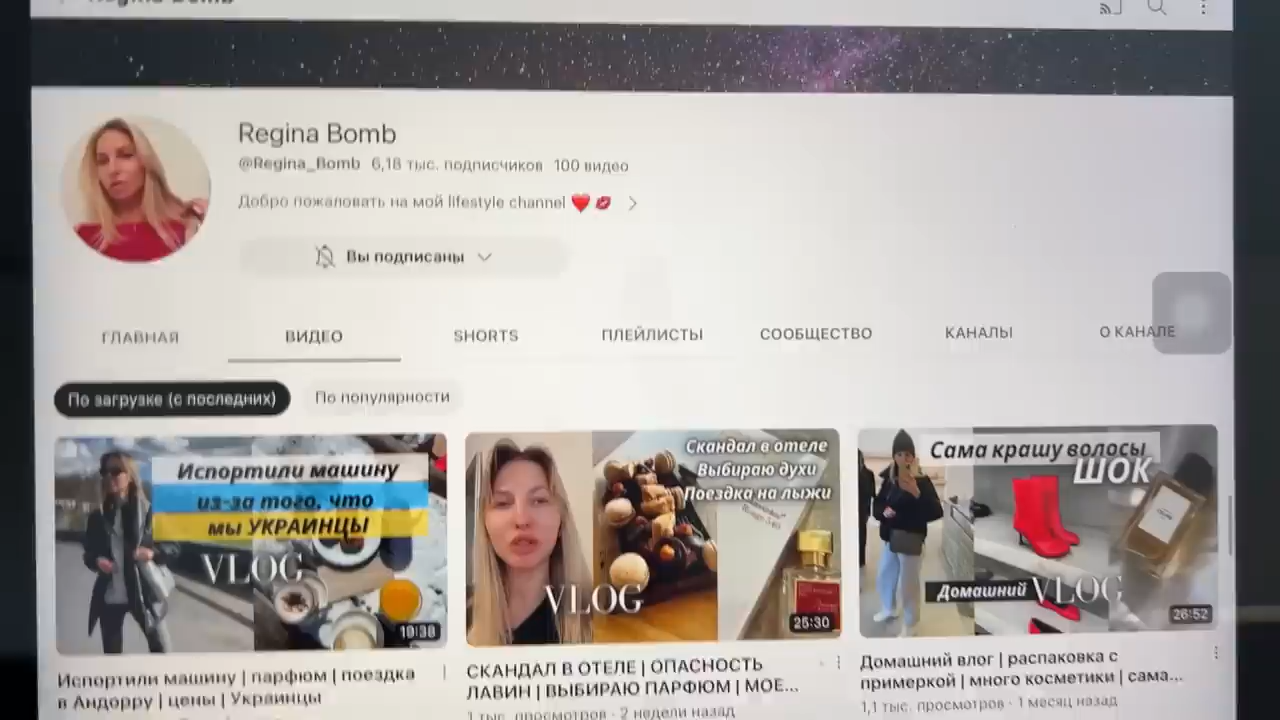 Regina Bomb
@Regina_Bomb 6,18 тыс. подписчиков 100 видео
Добро пожаловать на мой lifestyle channel
Вы подписаны
ГЛАВНАЯ ВИДЕО SHORTS ПЛЕЙЛИСТЫ СООБЩЕСТВО КАНАЛЫ О КАНАЛЕ
По загрузке (с последних) По популярности
Испортили машину
из-за того, что
мы УКРАИНЦЫ
VLOG
19:38
Скандал в отеле
Выбираю духи
Поездка на лыжи
VLOG
25:30
Сама крашу волосы
ШОК
Домашний VLOG
26:52
Испортили машину | парфюм | поездка
в Андорру | цены | Украинцы
СКАНДАЛ В ОТЕЛЕ | ОПАСНОСТЬ
ЛАВИН | ВЫБИРАЮ ПАРФЮМ | МОЕ...
1 тыс. просмотров · 2 недели назад
Домашний влог | распаковка с
примеркой | много косметики | сама...
1,1 тыс. просмотров · 1 месяц назад